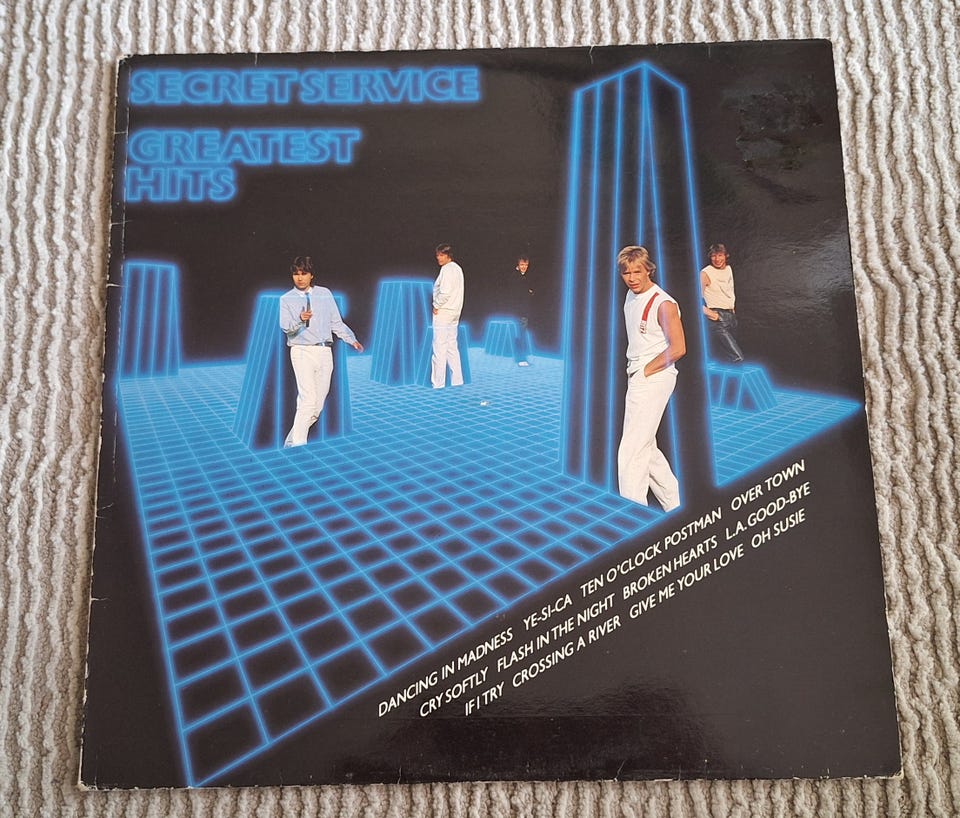 SECRET SERVICE
GREATEST
HITS
DANCING IN MADNESS YE-SI-CA TEN O'CLOCK POSTMAN OVER TOWN
CRY SOFTLY FLASH IN THE NIGHT BROKEN HEARTS L.A. GOOD-BYE
IF I TRY CROSSING A RIVER GIVE ME YOUR LOVE OH SUSIE